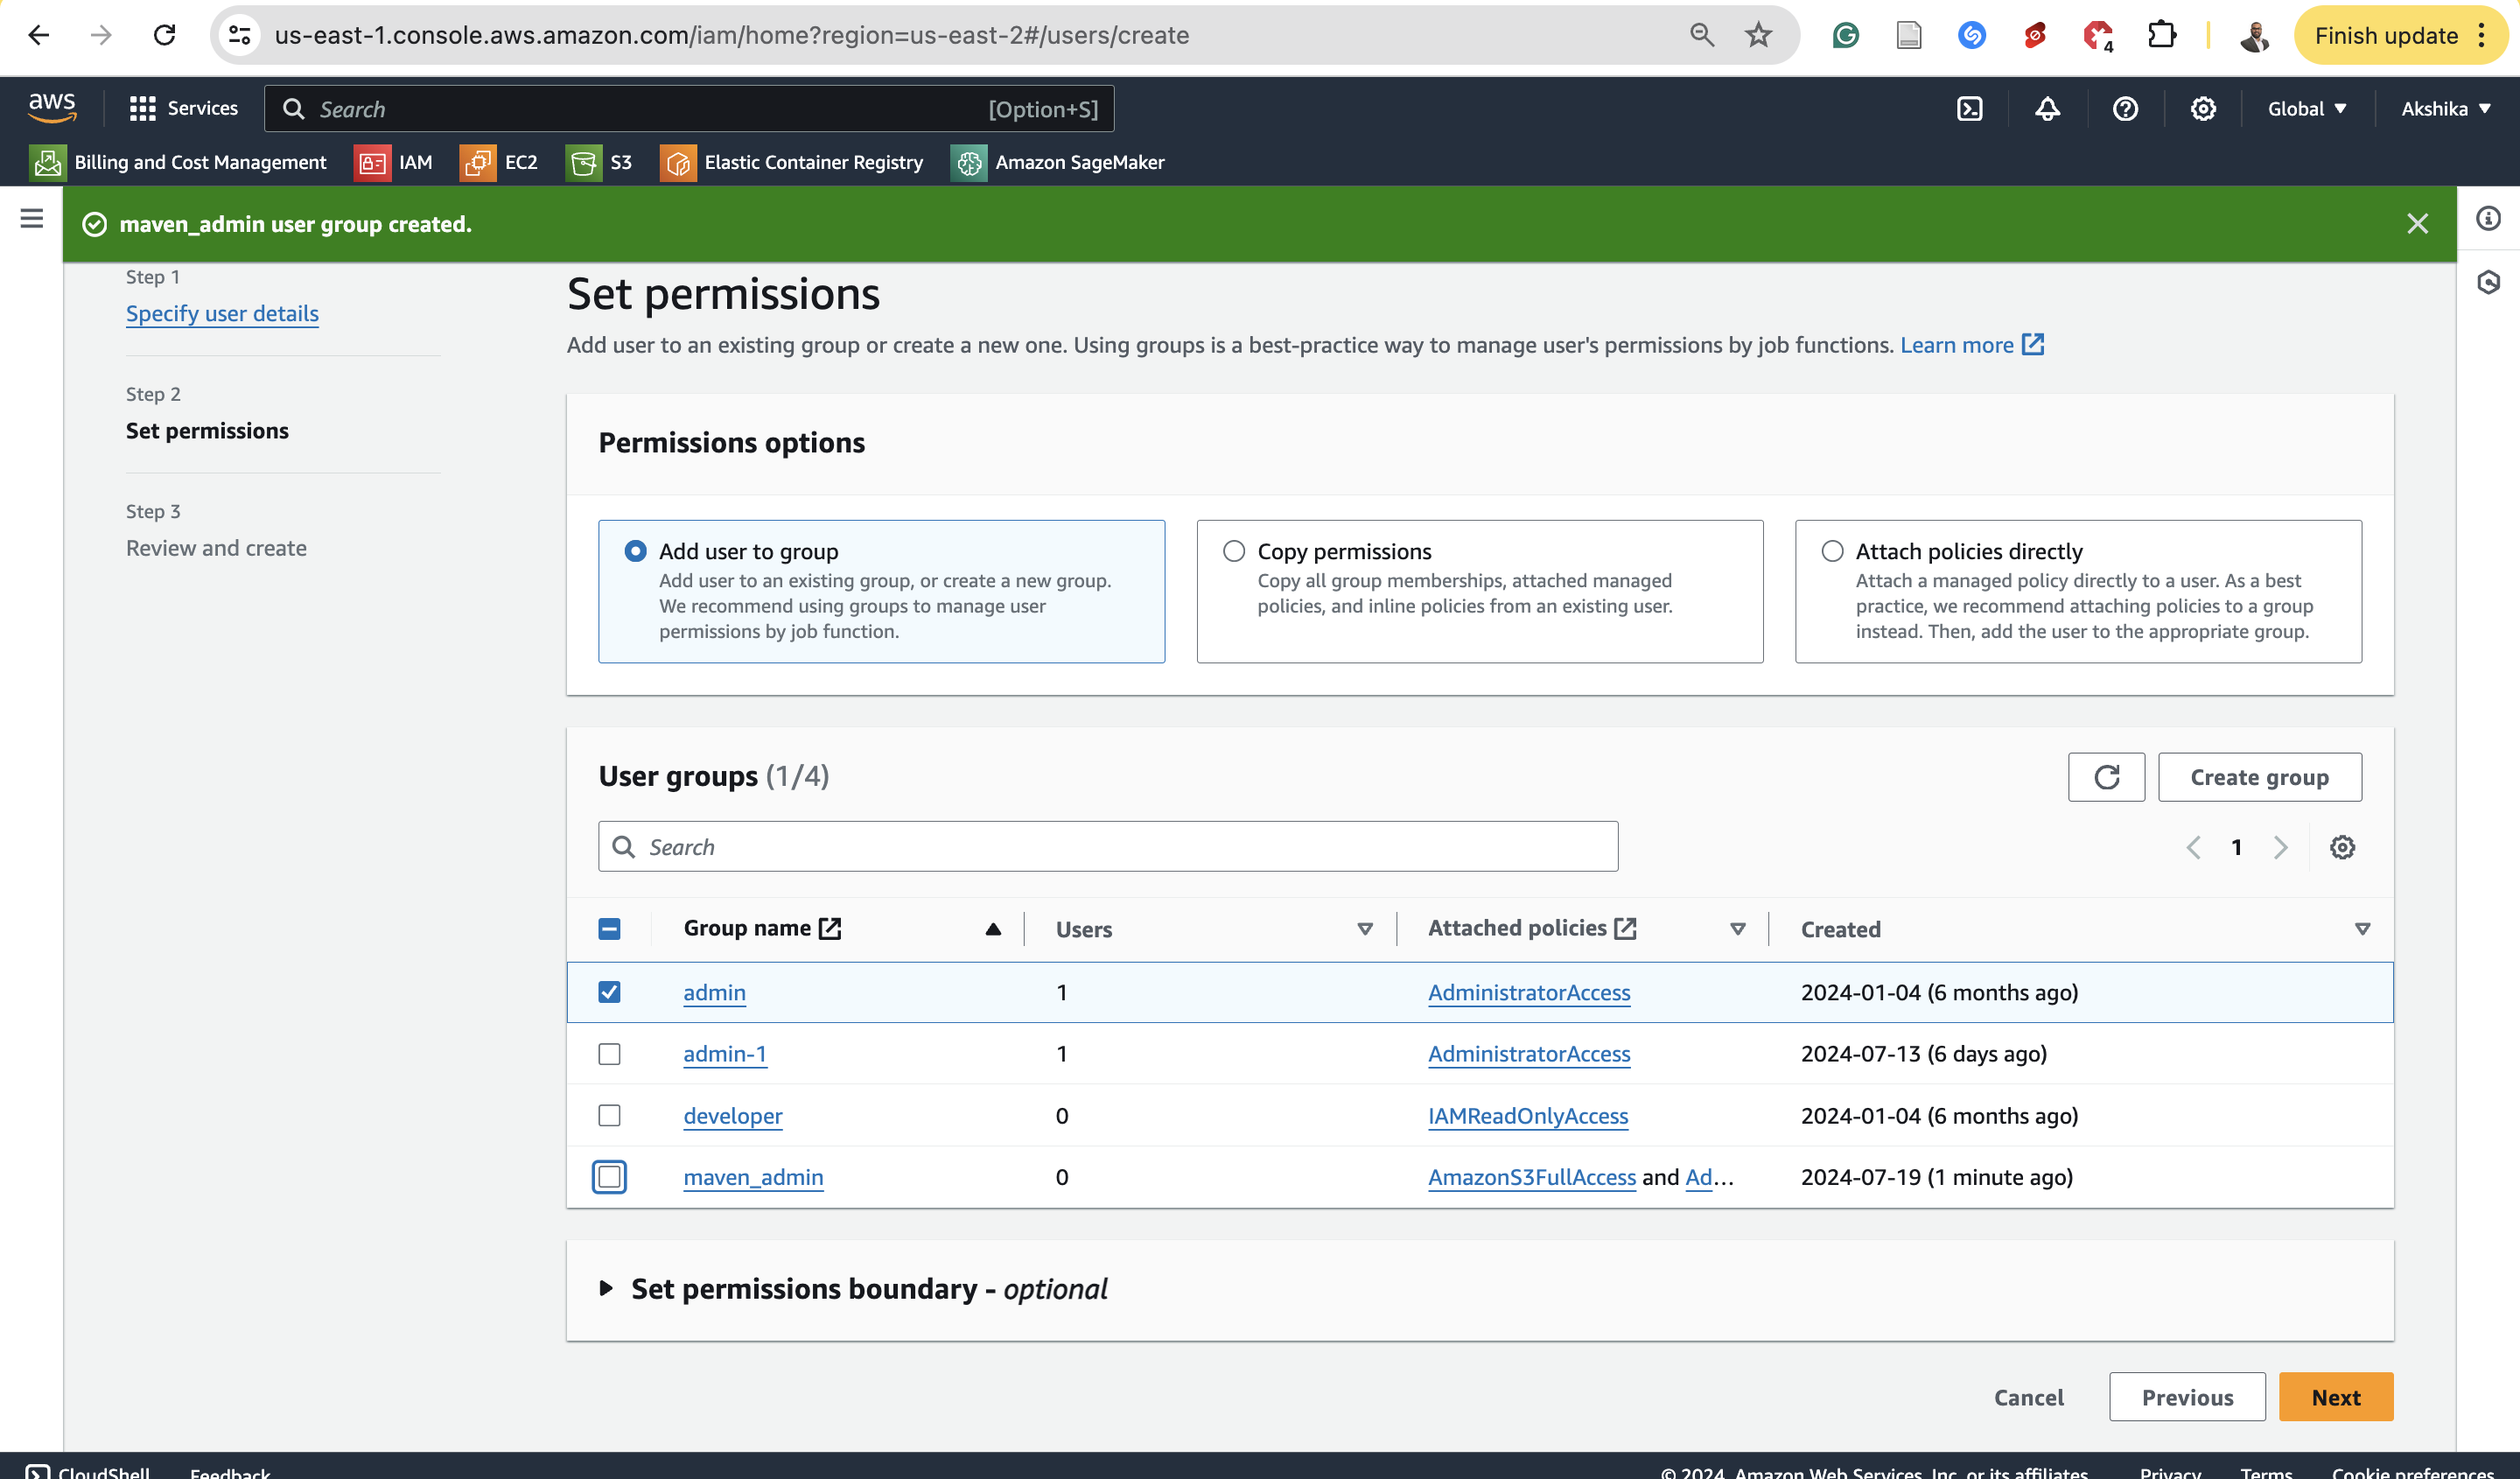 us-east-1.console.aws.amazon.com/iam/home?region=us-east-2#/users/create
4
Finish update
aws
Services
Search
[Option+S]
Global
Akshika
Billing and Cost Management
IAM
EC2
S3
Elastic Container Registry
Amazon SageMaker
maven_admin user group created.
Step 1
Specify user details
Step 2
Set permissions
Step 3
Review and create
Set permissions
Add user to an existing group or create a new one. Using groups is a best-practice way to manage user's permissions by job functions. Learn more
Permissions options
Add user to group
Add user to an existing group, or create a new group.
We recommend using groups to manage user
permissions by job function.
Copy permissions
Copy all group memberships, attached managed
policies, and inline policies from an existing user.
Attach policies directly
Attach a managed policy directly to a user. As a best
practice, we recommend attaching policies to a group
instead. Then, add the user to the appropriate group.
User groups (1/4)
Create group
Search
1
Group name Users Attached policies Created
admin 1 AdministratorAccess 2024-01-04 (6 months ago)
admin-1 1 AdministratorAccess 2024-07-13 (6 days ago)
developer 0 IAMReadOnlyAccess 2024-01-04 (6 months ago)
maven_admin 0 AmazonS3FullAccess and Ad... 2024-07-19 (1 minute ago)
Set permissions boundary - optional
Cancel
Previous
Next
CloudShell
Feedback
© 2024, Amazon Web Services, Inc. or its affiliates.
Privacy
Terms
Cookie preferences